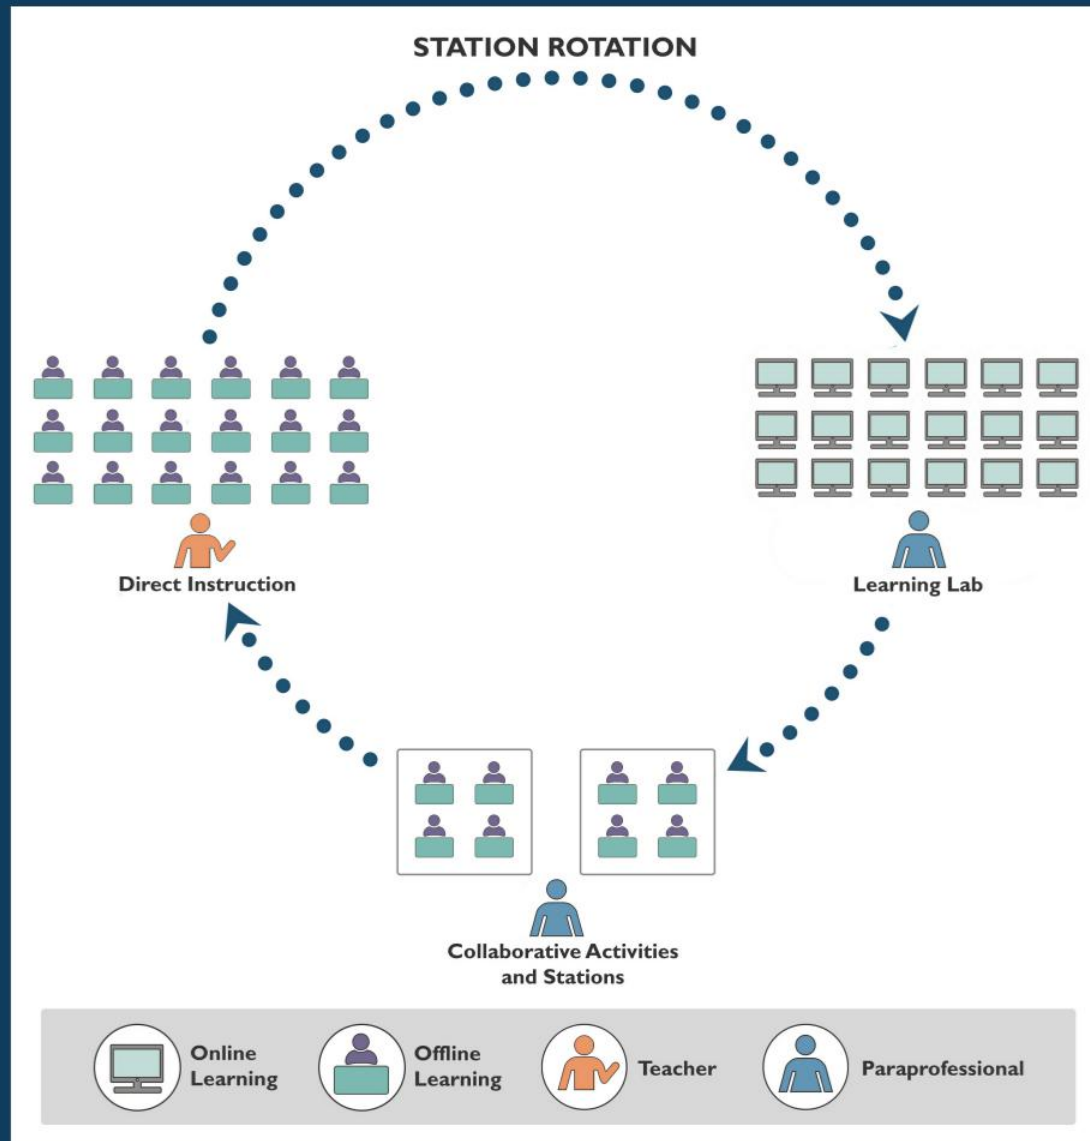 STATION ROTATION
Direct Instruction
Learning Lab
Collaborative Activities
and Stations
Online
Learning
Offline
Learning
Teacher
Paraprofessional